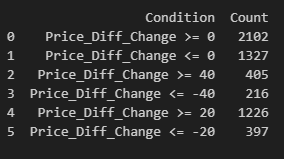 Condition Count
0 Price_Diff_Change >= 0 2102
1 Price_Diff_Change <= 0 1327
2 Price_Diff_Change >= 40 405
3 Price_Diff_Change <= -40 216
4 Price_Diff_Change >= 20 1226
5 Price_Diff_Change <= -20 397